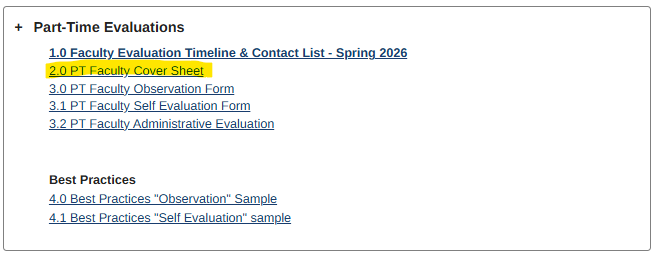 + Part-Time Evaluations
1.0 Faculty Evaluation Timeline & Contact List - Spring 2026
2.0 PT Faculty Cover Sheet
3.0 PT Faculty Observation Form
3.1 PT Faculty Self Evaluation Form
3.2 PT Faculty Administrative Evaluation
Best Practices
4.0 Best Practices "Observation" Sample
4.1 Best Practices "Self Evaluation" sample